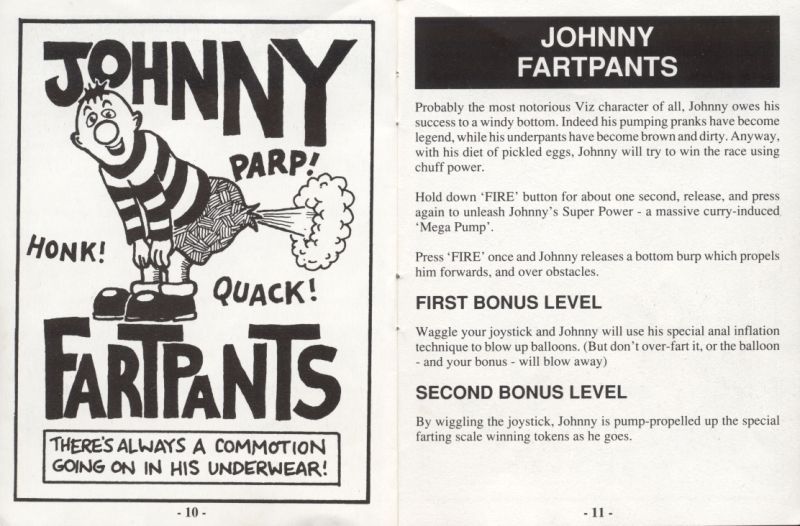 JOHNNY
PARP!
HONK!
QUACK!
FARTPANTS
THERE'S ALWAYS A COMMOTION
GOING ON IN HIS UNDERWEAR!
- 10 -
JOHNNY
FARTPANTS
Probably the most notorious Viz character of all, Johnny owes his
success to a windy bottom. Indeed his pumping pranks have become
legend, while his underpants have become brown and dirty. Anyway,
with his diet of pickled eggs, Johnny will try to win the race using
chuff power.
Hold down 'FIRE' button for about one second, release, and press
again to unleash Johnny's Super Power - a massive curry-induced
'Mega Pump'.
Press 'FIRE' once and Johnny releases a bottom burp which propels
him forwards, and over obstacles.
FIRST BONUS LEVEL
Waggle your joystick and Johnny will use his special anal inflation
technique to blow up balloons. (But don't over-fart it, or the balloon
- and your bonus - will blow away)
SECOND BONUS LEVEL
By wiggling the joystick, Johnny is pump-propelled up the special
farting scale winning tokens as he goes.
- 11 -